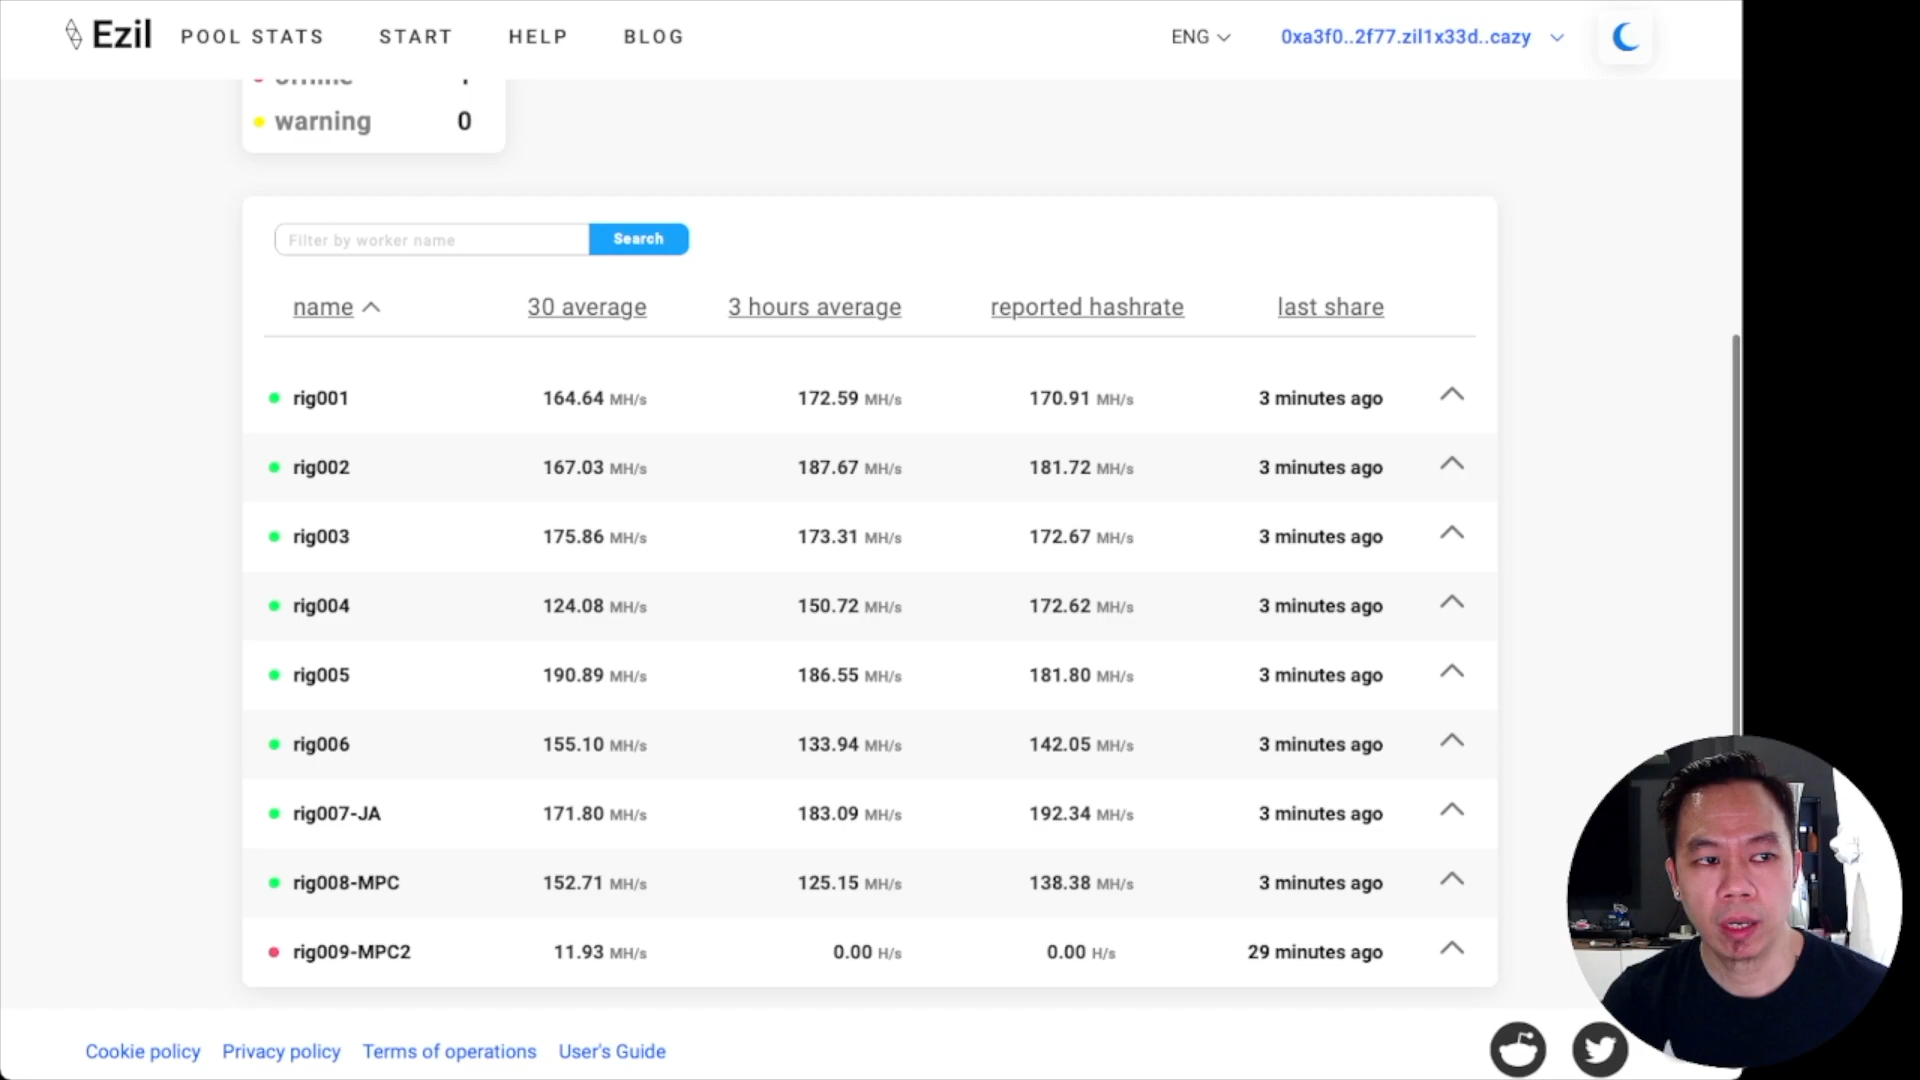 Ezil POOL STATS START HELP BLOG ENG 0xa3f0..2f77.zil1x33d..cazy
warning 0
Filter by worker name Search
name 30 average 3 hours average reported hashrate last share
rig001 164.64 MH/s 172.59 MH/s 170.91 MH/s 3 minutes ago
rig002 167.03 MH/s 187.67 MH/s 181.72 MH/s 3 minutes ago
rig003 175.86 MH/s 173.31 MH/s 172.67 MH/s 3 minutes ago
rig004 124.08 MH/s 150.72 MH/s 172.62 MH/s 3 minutes ago
rig005 190.89 MH/s 186.55 MH/s 181.80 MH/s 3 minutes ago
rig006 155.10 MH/s 133.94 MH/s 142.05 MH/s 3 minutes ago
rig007-JA 171.80 MH/s 183.09 MH/s 192.34 MH/s 3 minutes ago
rig008-MPC 152.71 MH/s 125.15 MH/s 138.38 MH/s 3 minutes ago
rig009-MPC2 11.93 MH/s 0.00 H/s 0.00 H/s 29 minutes ago
Cookie policy Privacy policy Terms of operations User's Guide